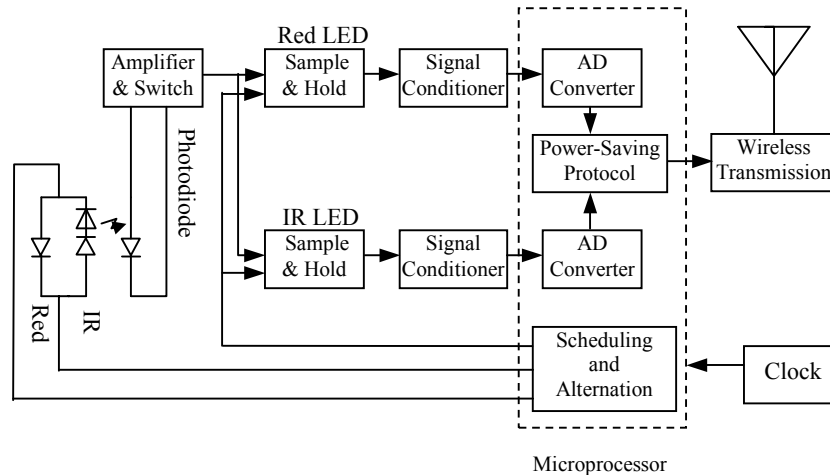 Red LED
Amplifier
& Switch
Sample
& Hold
Signal
Conditioner
AD
Converter
Photodiode
Power-Saving
Protocol
Wireless
Transmission
IR LED
Sample
& Hold
Signal
Conditioner
AD
Converter
Red
IR
Scheduling
and
Alternation
Clock
Microprocessor